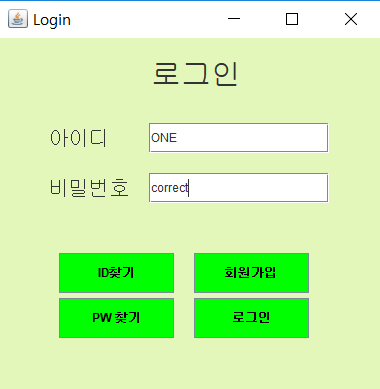 Login
로그인
아이디 ONE
비밀번호 correct
ID찾기 회원가입
PW 찾기 로그인